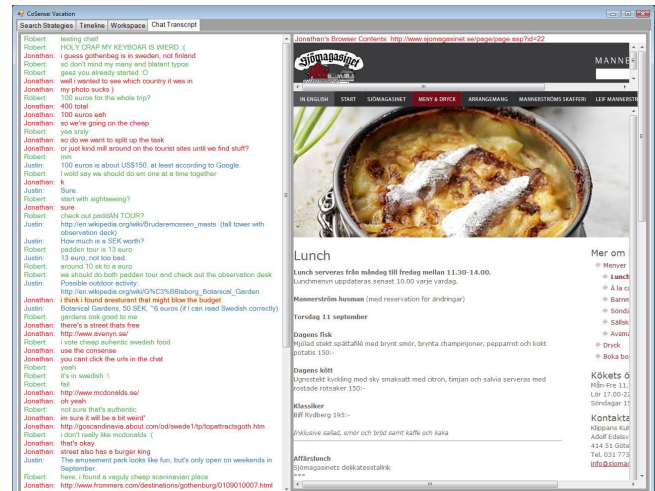 CoSense: Vacation
Search Strategies Timeline Workspace Chat Transcript
Robert: testing chat!
Robert: HOLY CRAP MY KEYBOAR IS WIERD :(
Jonathan: i guess gothenbeg is in sweden, not finland
Robert: so don't mind my many and blatant typos
Robert: geez you already started :O
Jonathan: well i wanted to see which country it was in
Jonathan: my photo sucks )
Robert: 100 euros for the whole trip?
Jonathan: 400 total
Jonathan: 100 euros eah
Jonathan: so we're going on the cheap
Robert: yea srsly
Jonathan: so do we want to split up the task
Jonathan: or just kind mill around on the tourist sites until we find stuff?
Robert: mm
Justin: 100 euros is about US$150, at least according to Google.
Robert: I wold say we should do em one at a time together
Jonathan: k
Justin: Sure.
Robert: start with sightseeing?
Jonathan: sure
Robert: check out paddAN TOUR?
Justin: http://en.wikipedia.org/wiki/Brudaremossen_masts (tall tower with
observation deck)
Justin: How much is a SEK worth?
Robert: padden tour is 13 euro
Justin: 13 euro, not too bad.
Robert: around 10 sk to a euro
Robert: we should do both padden tour and check out the observation desk
Justin: Possible outdoor activity:
http://en.wikipedia.org/wiki/G%C3%B6teborg_Botanical_Garden
Jonathan: i think i found aresturant that might blow the budget
Justin: Botanical Gardens, 50 SEK, ~6 euros (if I can read Swedish correctly)
Robert: gardens ook good to me
Jonathan: there's a street thats free
Jonathan: http://www.avenyn.se/
Robert: i vote cheap auhentic swedish food
Jonathan: use the consense
Jonathan: you cant click the urls in the chat
Robert: yeah
Robert: it's in swedish :\
Robert: fail
Jonathan: http://www.mcdonalds.se/
Jonathan: oh yeah
Robert: not sure that's authantic
Jonathan: im sure it will be a bit weird'
Jonathan: http://goscandinavia.about.com/od/swede1/tp/topattractsgoth.htm
Robert: i don't really like mcdonalds :(
Jonathan: that's okay
Jonathan: street also has a burger king
Justin: The amusement park looks like fun, but's only open on weekends in
September.
Robert: here, i found a vaguly cheap scarinavian place
Jonathan: http://www.frommers.com/destinations/gothenburg/0109010007.html
Jonathan's Browser Contents: http://www.sjomagasinet.se/page/page.asp?id=22
Sjömagasinet
MANNE
IN ENGLISH START SJÖMAGASINET MENY & DRYCK ARRANGEMANG MANNERSTRÖMS SKAFFERI LEIF MANNERSTR
Lunch
Lunch serveras från måndag till fredag mellan 11.30-14.00.
Lunchmenyn uppdateras senast 10.00 varje vardag.
Mannerström husman (med reservation för ändringar)
Torsdag 11 september
Dagens fisk
Mjölad stekt spättafilé med brynt smör, brynta champinjoner, pepparrot och kokt
potatis 150:-
Dagens kött
Ugnsstekt kyckling med sky smaksatt med citron, timjan och salvia serveras med
rostade rotsaker 150:-
Klassiker
Biff Rydberg 195:-
Inklusive sallad, smör och bröd samt kaffe och kaka
Affärslunch
Sjömagasinets delikatesstallrik
***
Mer om
Menyer
Lunch
À la c
Barnm
Sönda
Sällsk
Avsma
Dryck
Boka bo
Kökets ö
Mån-Fre 11.
Lör 17.00-22
Söndagar 1
Kontakta
Klippans Kul
Adolf Edelsv
414 51 Göte
Tel. 031 775
info@sjomag